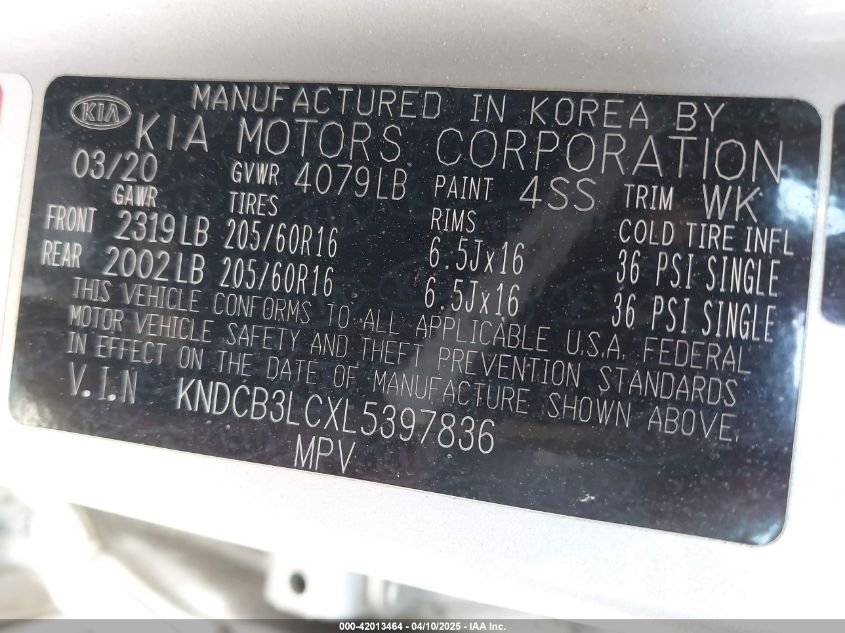 MANUFACTURED IN KOREA BY
KIA KIA MOTORS CORPORATION
03/20 GVWR 4079LB PAINT 4SS TRIM WK
GAWR TIRES RIMS COLD TIRE INFL
FRONT 2319LB 205/60R16 6.5Jx16 36 PSI SINGLE
REAR 2002LB 205/60R16 6.5Jx16 36 PSI SINGLE
THIS VEHICLE CONFORMS TO ALL APPLICABLE U.S.A. FEDERAL
MOTOR VEHICLE SAFETY AND THEFT PREVENTION STANDARDS
IN EFFECT ON THE DATE OF MANUFACTURE SHOWN ABOVE.
V.I.N KNDCB3LCXL5397836
MPV
000-42013464 - 04/10/2025 - IAA Inc.